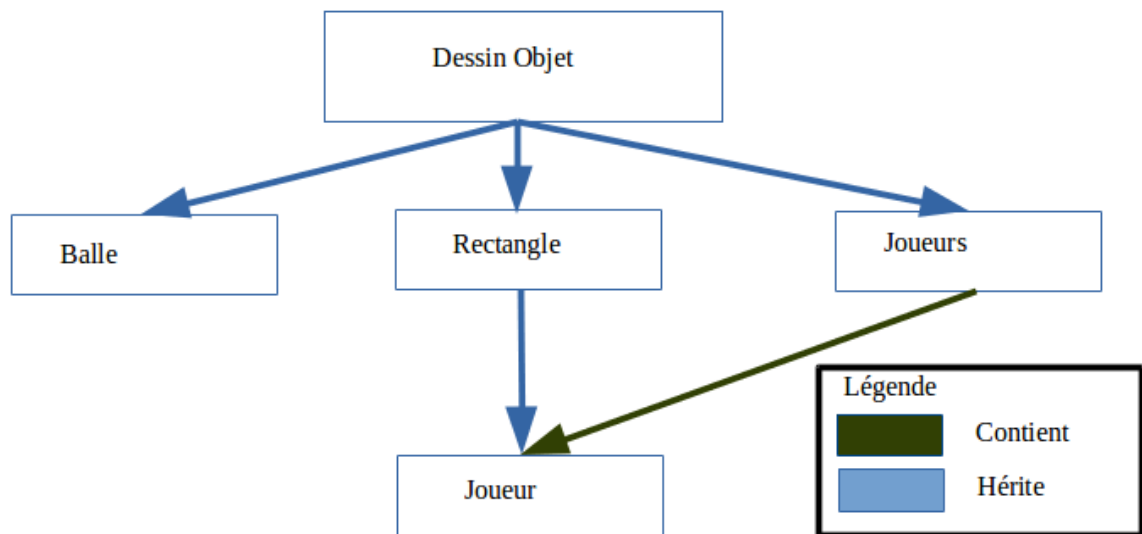 Dessin Objet
Balle
Rectangle
Joueurs
Joueur
Légende
Contient
Hérite